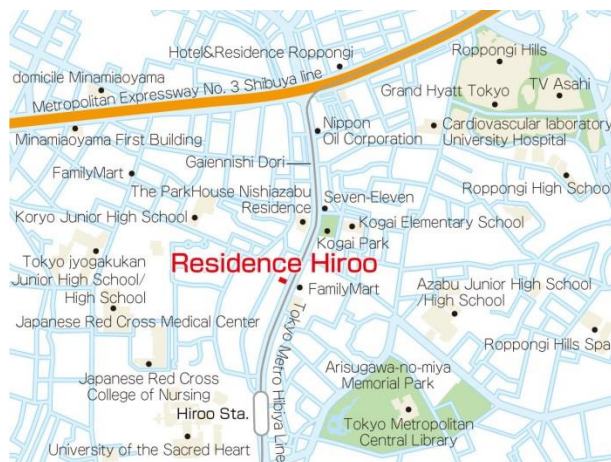 Hotel&Residence Roppongi
Roppongi Hills
domicile Minamiaoyama
TV Asahi
Metropolitan Expressway No. 3 Shibuya line
Grand Hyatt Tokyo
Minamiaoyama First Building
Nippon
Oil Corporation
Cardiovascular laboratory
University Hospital
Gaiennishi Dori
FamilyMart
Roppongi High School
The ParkHouse Nishiazabu
Residence
Seven-Eleven
Koryo Junior High School
Kogai Elementary School
Kogai Park
Tokyo jyogakukan
Junior High School/
High School
Residence Hiroo
FamilyMart
Azabu Junior High School
/High School
Japanese Red Cross Medical Center
Tokyo Metro Hibiya Line
Roppongi Hills Spa
Japanese Red Cross
College of Nursing
Arisugawa-no-miya
Memorial Park
Hiroo Sta.
Tokyo Metropolitan
Central Library
University of the Sacred Heart